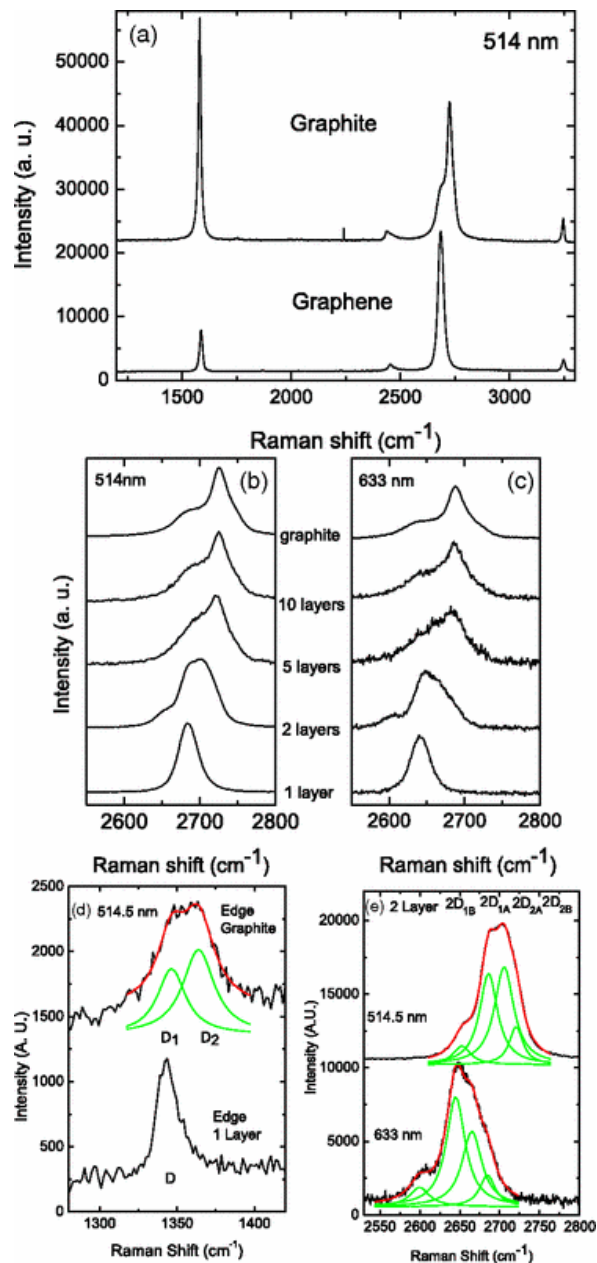 (a)
514 nm
Graphite
Graphene
Intensity (a. u.)
50000
40000
30000
20000
10000
0
1500 2000 2500 3000
Raman shift (cm-1)
514nm (b)
633 nm (c)
graphite
10 layers
5 layers
2 layers
1 layer
Intensity (a. u.)
2600 2700 2800
2600 2700 2800
Raman shift (cm-1)
Raman shift (cm-1)
(d) 514.5 nm
Edge
Graphite
D1 D2
Edge
1 Layer
D
Intensity (A. U.)
2500
2000
1500
1000
500
0
1300 1350 1400
Raman Shift (cm-1)
(e) 2 Layer 2D1B 2D1A 2D2A 2D2B
514.5 nm
633 nm
Intensity (A.U.)
20000
15000
10000
5000
0
2550 2600 2650 2700 2750 2800
Raman Shift (cm-1)